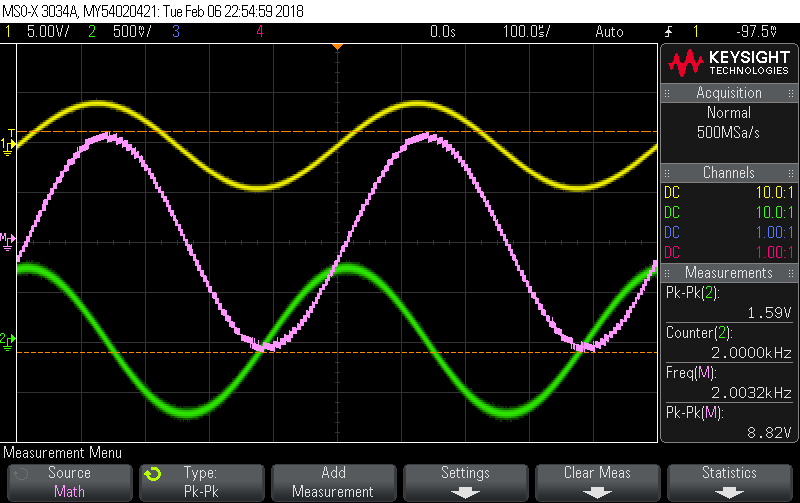 MSO-X 3034A, MY54020421: Tue Feb 06 22:54:59 2018
1 5.00V/ 2 500℧/ 3 4 0.0s 100.0㎲/ Auto 1 -97.5℧
KEYSIGHT
TECHNOLOGIES
Acquisition
Normal
500MSa/s
Channels
DC 10.0:1
DC 10.0:1
DC 1.00:1
DC 1.00:1
Measurements
Pk-Pk(2):
1.59V
Counter(2):
2.0000kHz
Freq(M):
2.0032kHz
Pk-Pk(M):
8.82V
T
1
M
2
Measurement Menu
Source
Math
Type:
Pk-Pk
Add
Measurement
Settings
Clear Meas
Statistics